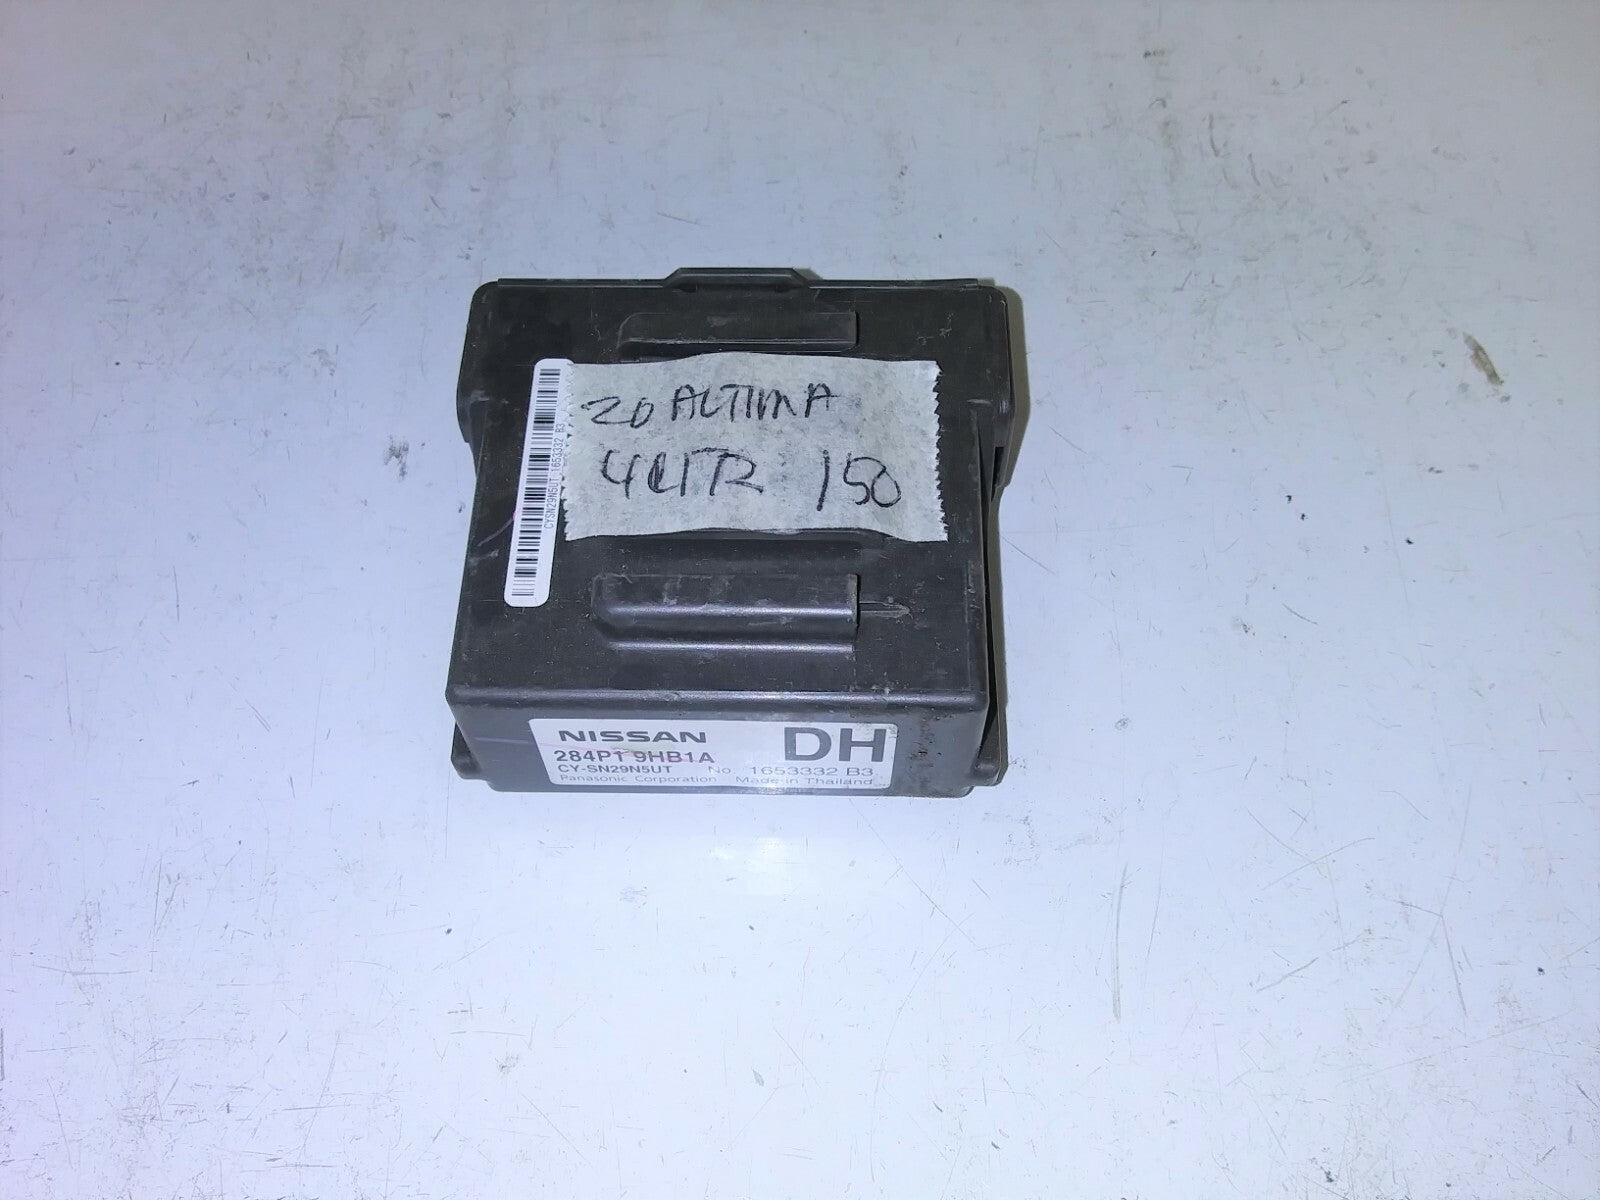 20 ALTIMA
150
CYSN29N5UT 1653332 B3
NISSAN DH
284P1 9HB1A
CY-SN29N5UT No. 1653332 B3
Panasonic Corporation Made in Thailand